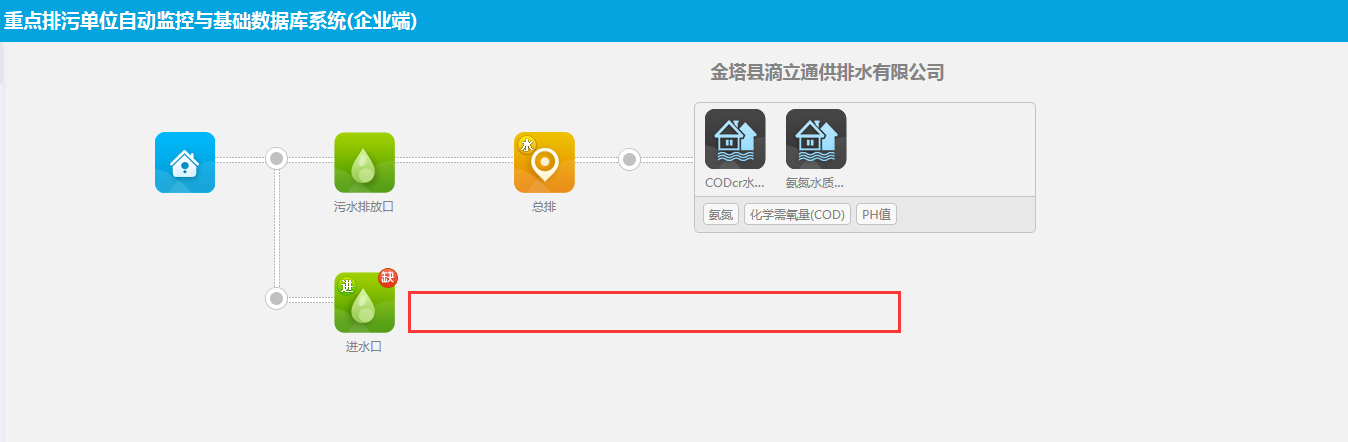 重点排污单位自动监控与基础数据库系统(企业端)
金塔县滴立通供排水有限公司
水
CODcr水... 氨氮水质...
污水排放口 总排
氨氮 化学需氧量(COD) PH值
进 缺
进水口